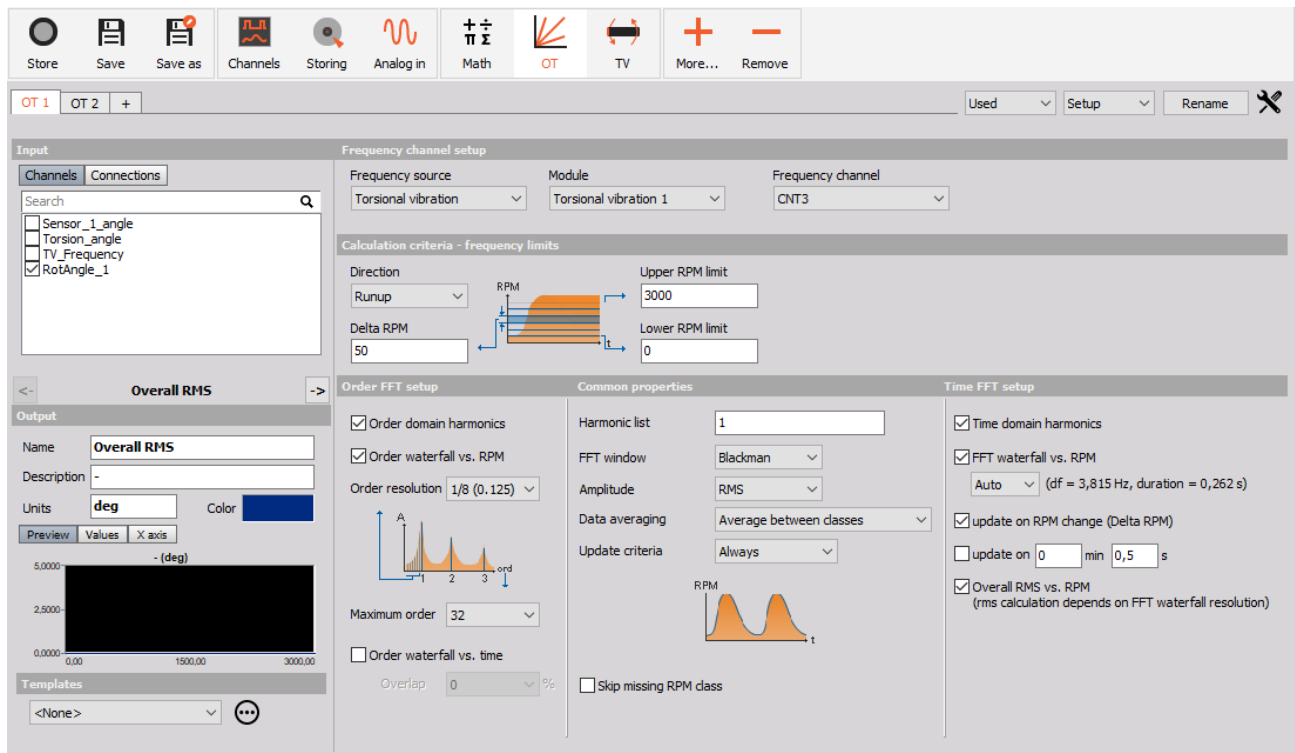 Store Save Save as Channels Storing Analog in Math OT TV More... Remove
OT 1 OT 2 + Used Setup Rename
Input
Channels Connections
Search
Sensor_1_angle
Torsion_angle
TV_Frequency
RotAngle_1
<- Overall RMS ->
Output
Name Overall RMS
Description -
Units deg Color
Preview Values X axis
- (deg)
5,0000
2,5000
0,0000
0,00 1500,00 3000,00
Templates
<None>
Frequency channel setup
Frequency source Module Frequency channel
Torsional vibration Torsional vibration 1 CNT3
Calculation criteria - frequency limits
Direction Upper RPM limit
Runup RPM 3000
Delta RPM Lower RPM limit
50 t 0
Order FFT setup
Order domain harmonics
Order waterfall vs. RPM
Order resolution 1/8 (0.125)
A
ord
1 2 3
Maximum order 32
Order waterfall vs. time
Overlap 0 %
Common properties
Harmonic list 1
FFT window Blackman
Amplitude RMS
Data averaging Average between classes
Update criteria Always
RPM
t
Skip missing RPM class
Time FFT setup
Time domain harmonics
FFT waterfall vs. RPM
Auto (df = 3,815 Hz, duration = 0,262 s)
update on RPM change (Delta RPM)
update on 0 min 0,5 s
Overall RMS vs. RPM
(rms calculation depends on FFT waterfall resolution)